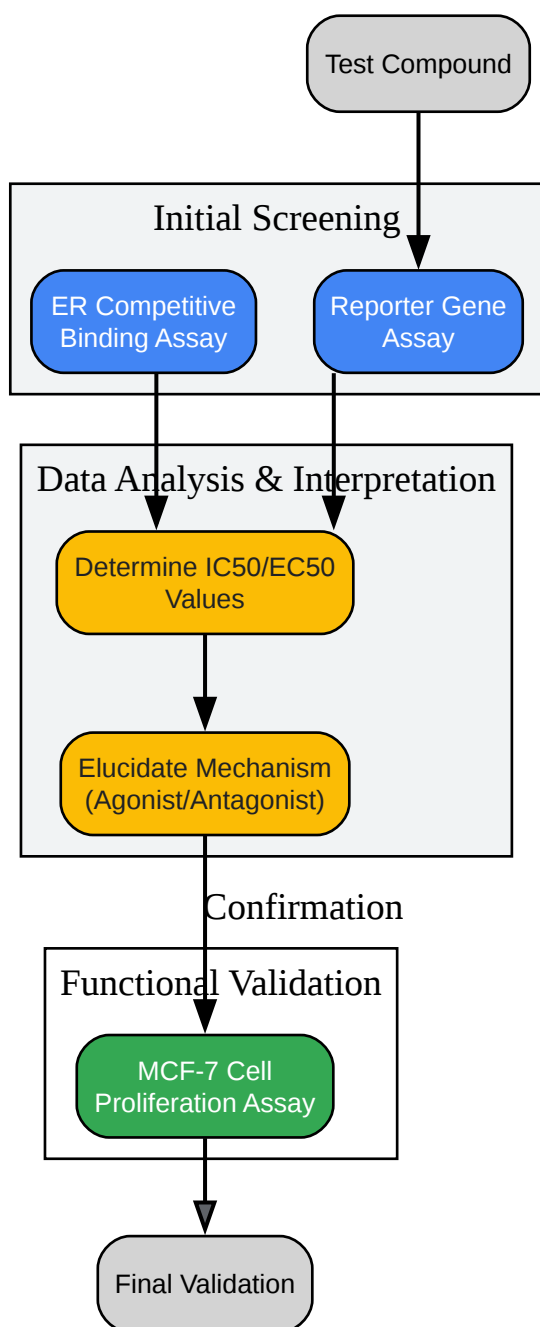 Test Compound
Initial Screening
ER Competitive
Binding Assay
Reporter Gene
Assay
Data Analysis & Interpretation
Determine IC50/EC50
Values
Elucidate Mechanism
(Agonist/Antagonist)
Confirmation
Functional Validation
MCF-7 Cell
Proliferation Assay
Final Validation